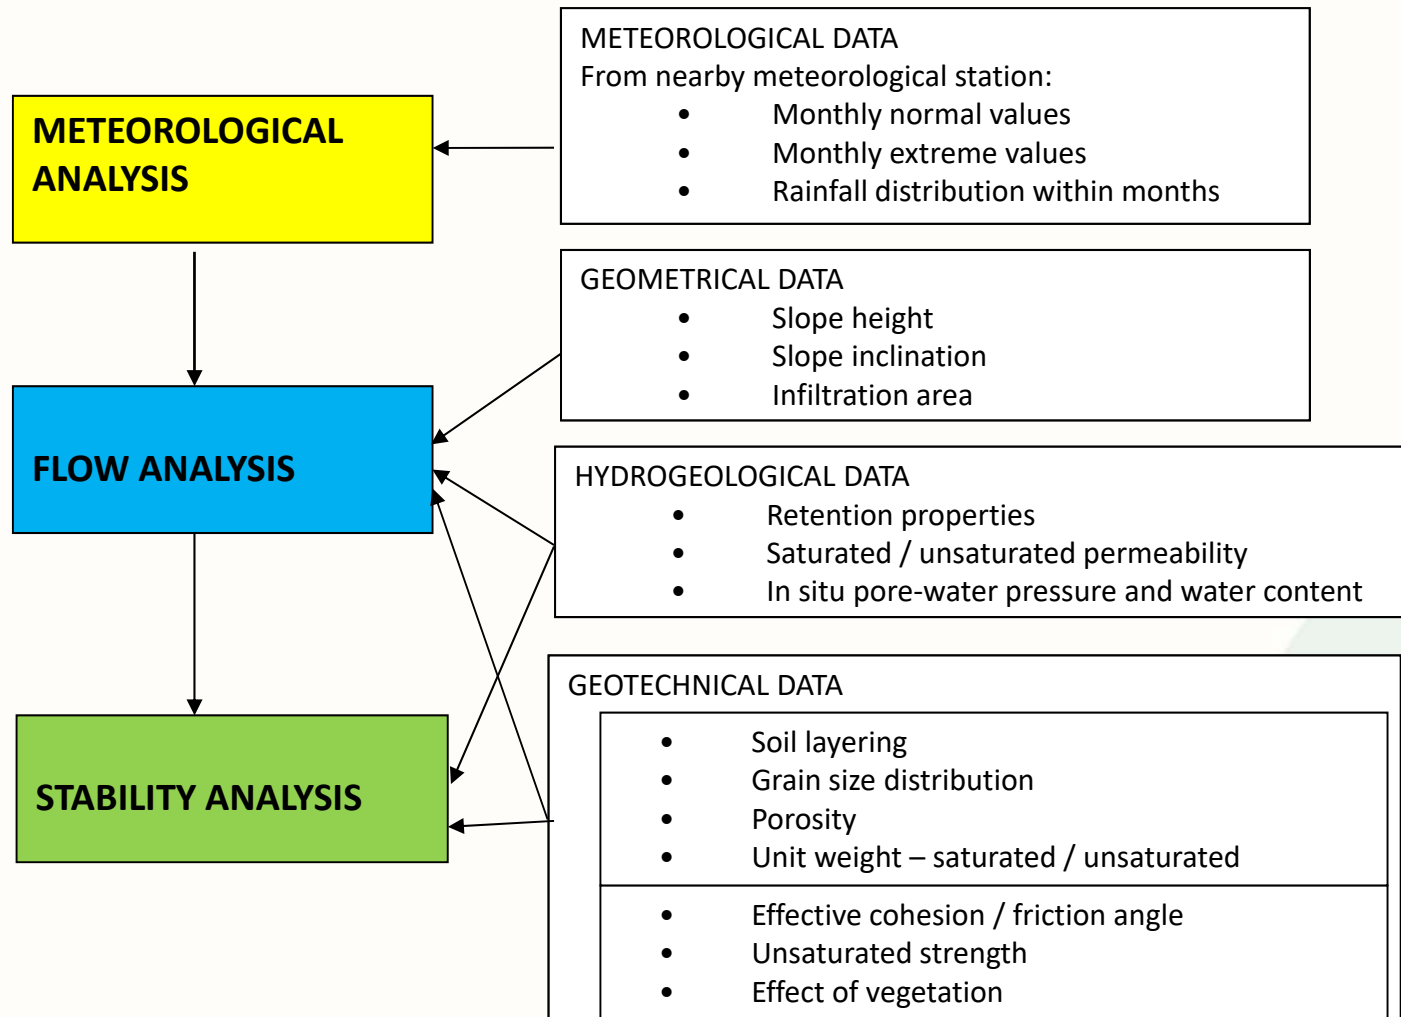 METEOROLOGICAL
ANALYSIS
FLOW ANALYSIS
STABILITY ANALYSIS
METEOROLOGICAL DATA
From nearby meteorological station:
• Monthly normal values
• Monthly extreme values
• Rainfall distribution within months
GEOMETRICAL DATA
• Slope height
• Slope inclination
• Infiltration area
HYDROGEOLOGICAL DATA
• Retention properties
• Saturated / unsaturated permeability
• In situ pore-water pressure and water content
GEOTECHNICAL DATA
• Soil layering
• Grain size distribution
• Porosity
• Unit weight – saturated / unsaturated
• Effective cohesion / friction angle
• Unsaturated strength
• Effect of vegetation